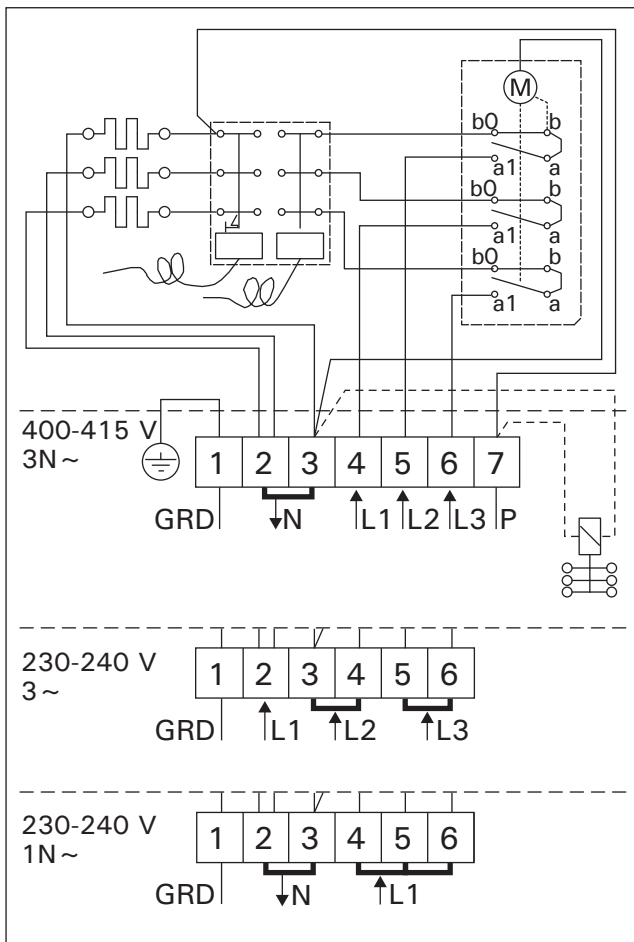 M
b0 b
a1 a
b0 b
a1 a
b0 b
a1 a
400-415 V
3N~
1 2 3 4 5 6 7
GRD N L1 L2 L3 P
230-240 V
3~
1 2 3 4 5 6
GRD L1 L2 L3
230-240 V
1N~
1 2 3 4 5 6
GRD N L1